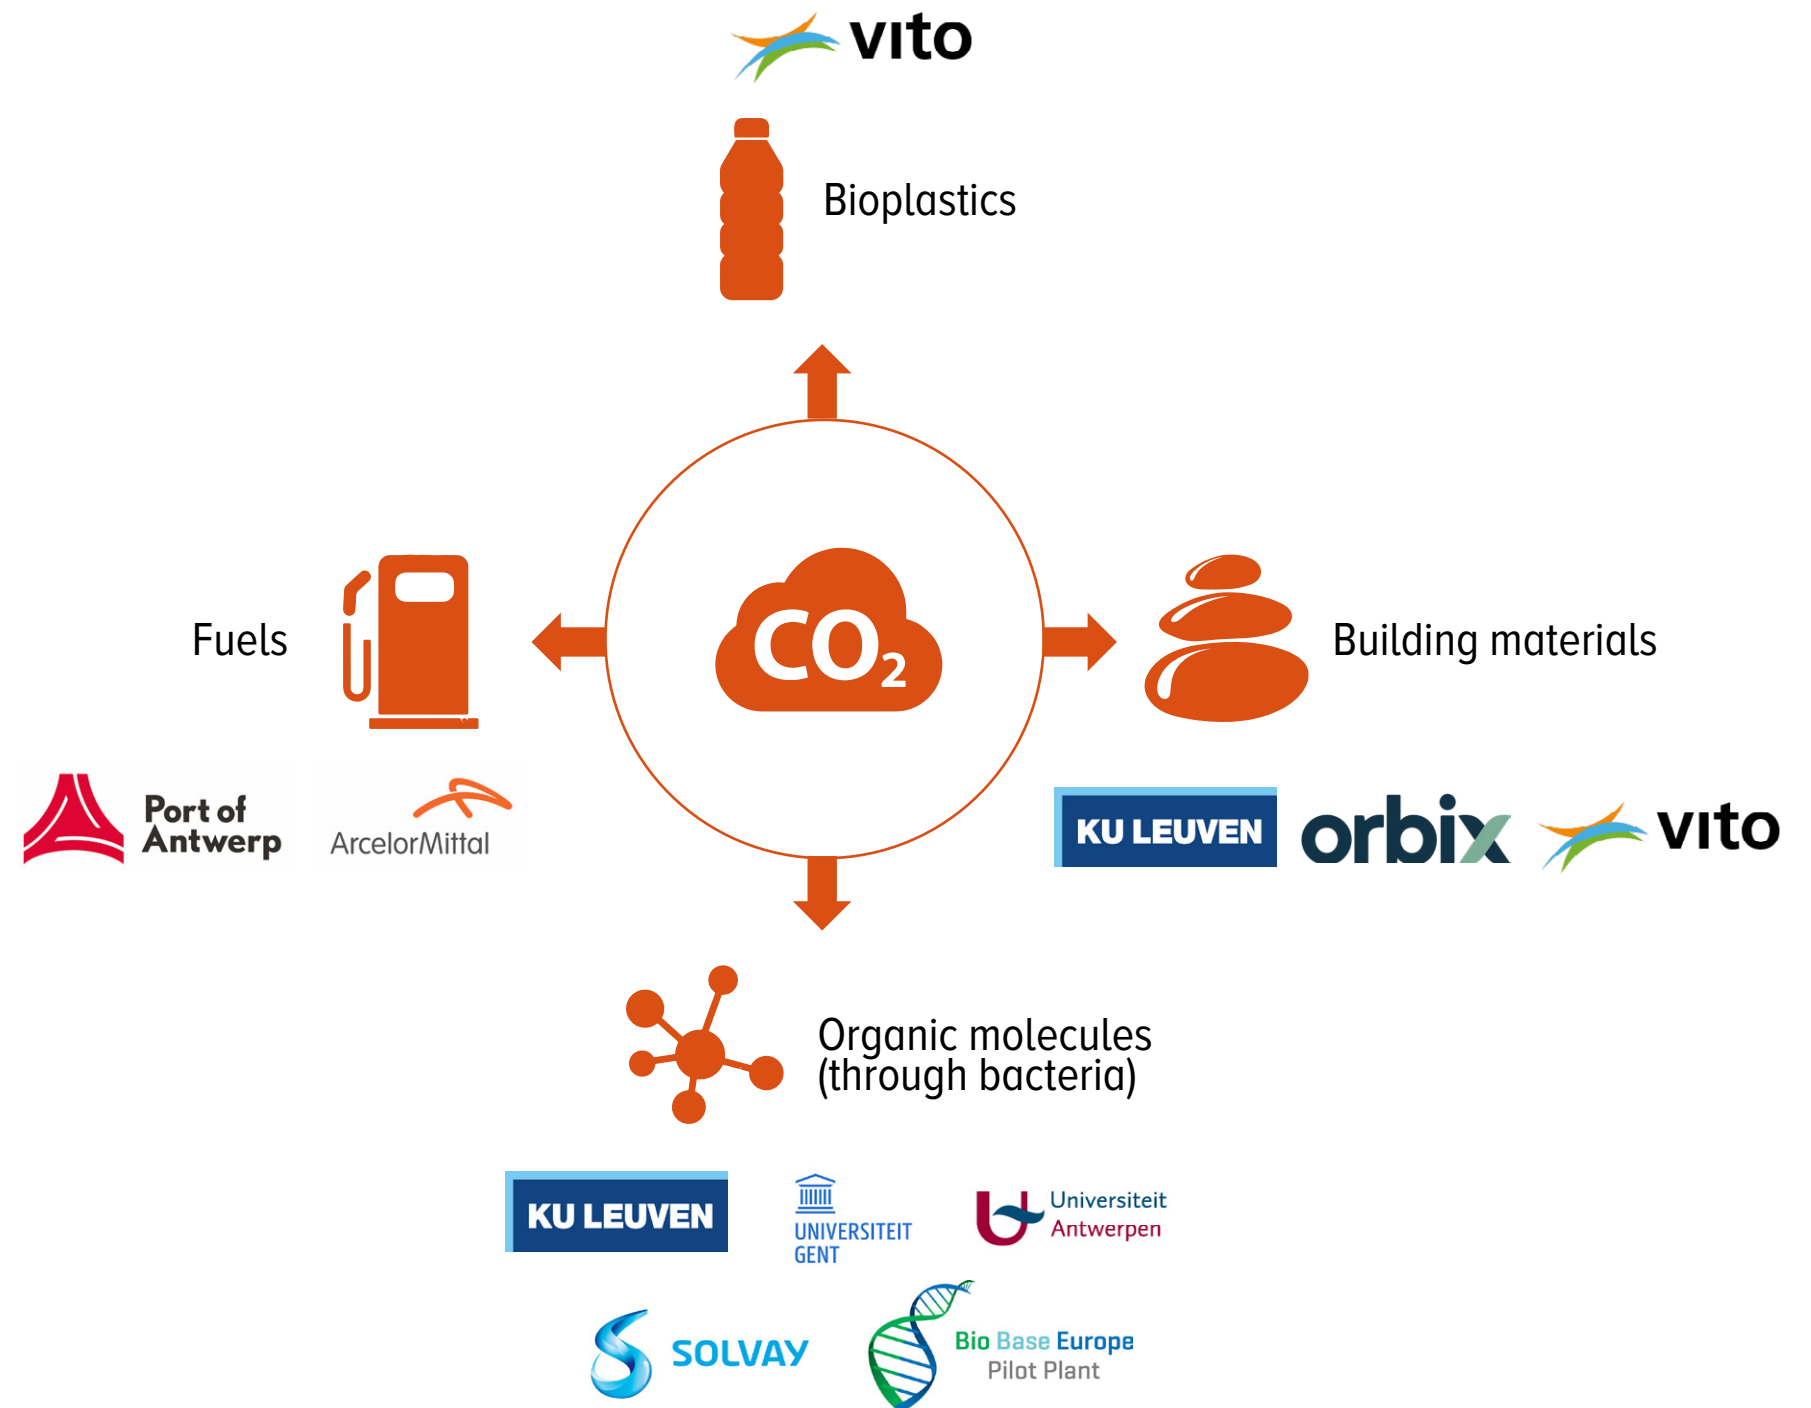 vito
Bioplastics
CO₂
Fuels
Building materials
Port of
Antwerp
ArcelorMittal
KU LEUVEN
orbix
vito
Organic molecules
(through bacteria)
KU LEUVEN
UNIVERSITEIT
GENT
Universiteit
Antwerpen
SOLVAY
Bio Base Europe
Pilot Plant